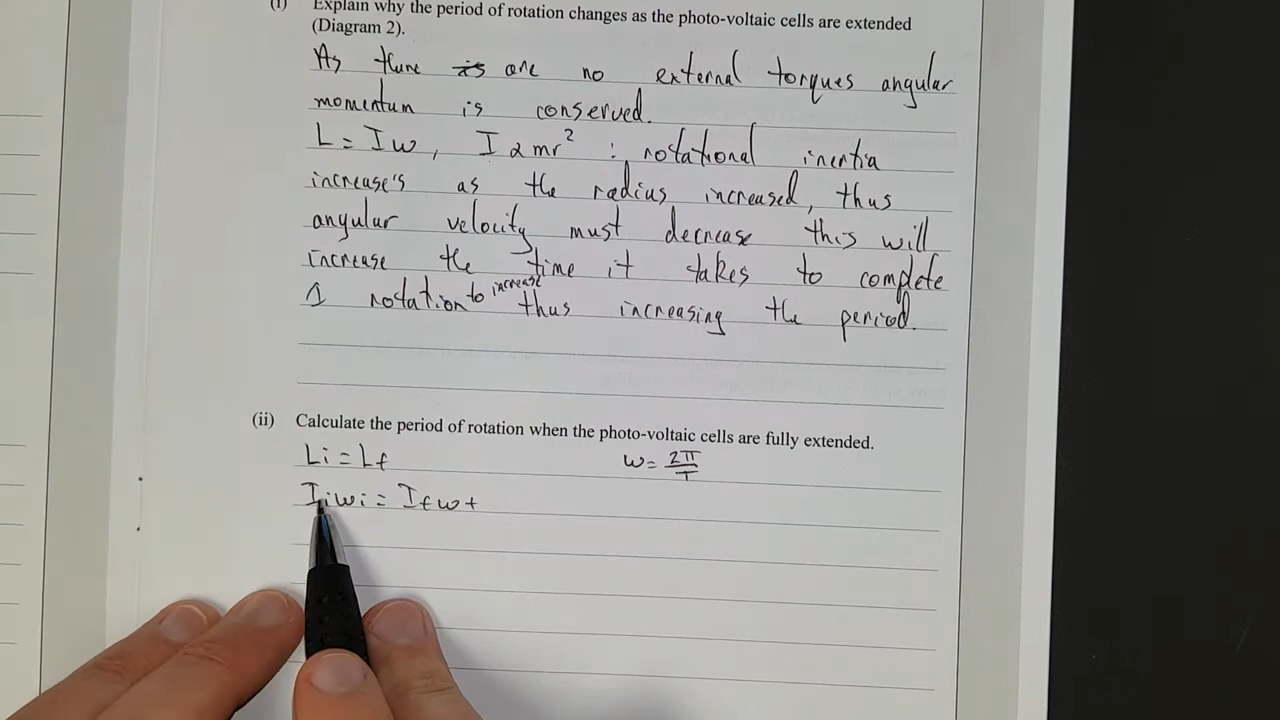 (i) Explain why the period of rotation changes as the photo-voltaic cells are extended
(Diagram 2).
As there is are no external torques angular
momentum is conserved.
L = Iω, I α mr² ∴ rotational inertia
increase's as the radius increased, thus
angular velocity must decrease this will
increase the time it takes to complete
1 rotation to increase thus increasing the period.
(ii) Calculate the period of rotation when the photo-voltaic cells are fully extended.
Li = Lf ω = 2π/T
Iiωi = Ifωf